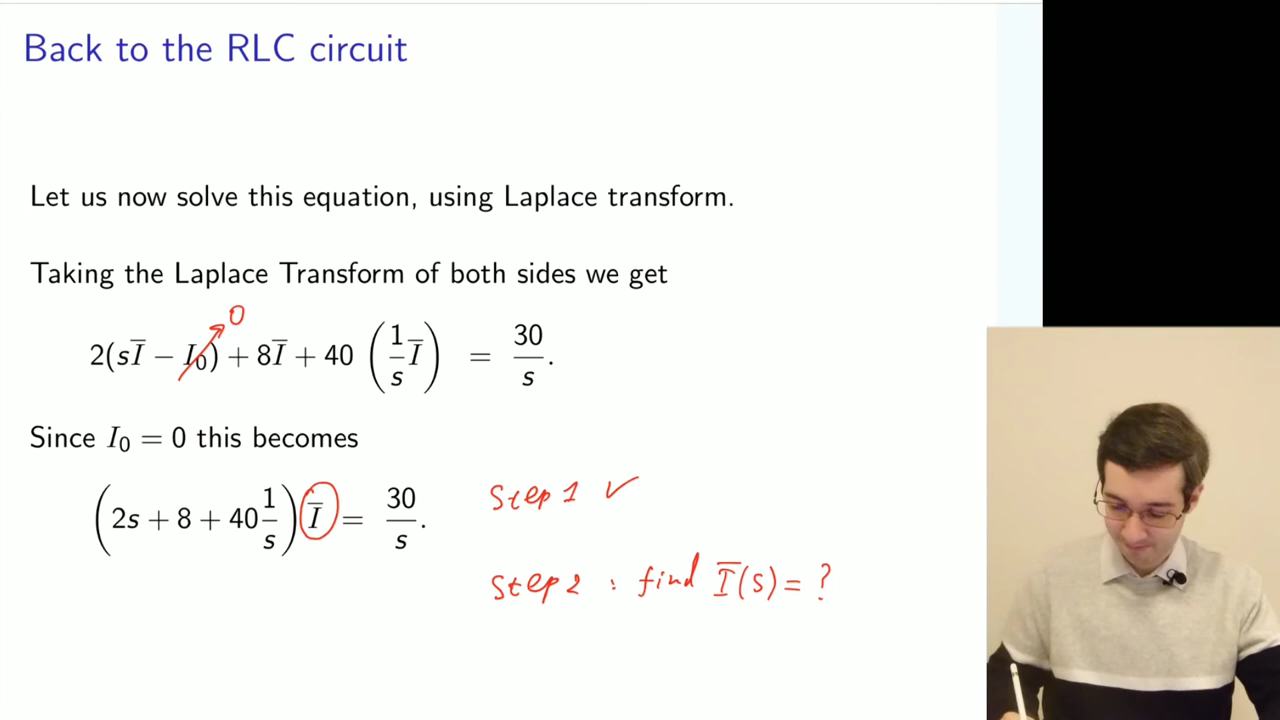 Back to the RLC circuit
Let us now solve this equation, using Laplace transform.
Taking the Laplace Transform of both sides we get
0
2(sI̅ − I₀) + 8I̅ + 40 (1/s I̅) = 30/s.
Since I₀ = 0 this becomes
(2s + 8 + 40 1/s) I̅ = 30/s.
Step 1 ✓
Step 2 : find I̅(s) = ?